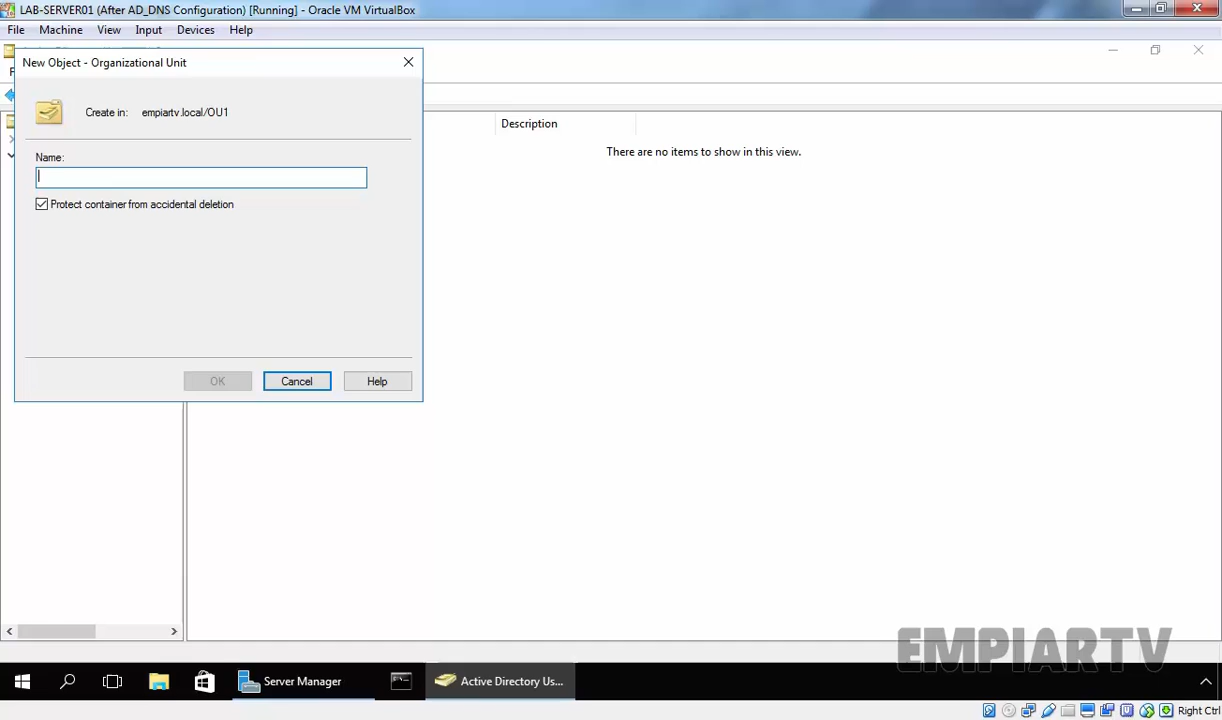 LAB-SERVER01 (After AD_DNS Configuration) [Running] - Oracle VM VirtualBox
File Machine View Input Devices Help
New Object - Organizational Unit
Create in: empiartv.local/OU1
Description
There are no items to show in this view.
Name:
Protect container from accidental deletion
OK Cancel Help
EMPIARTV
Server Manager
Active Directory Us...
Right Ctrl